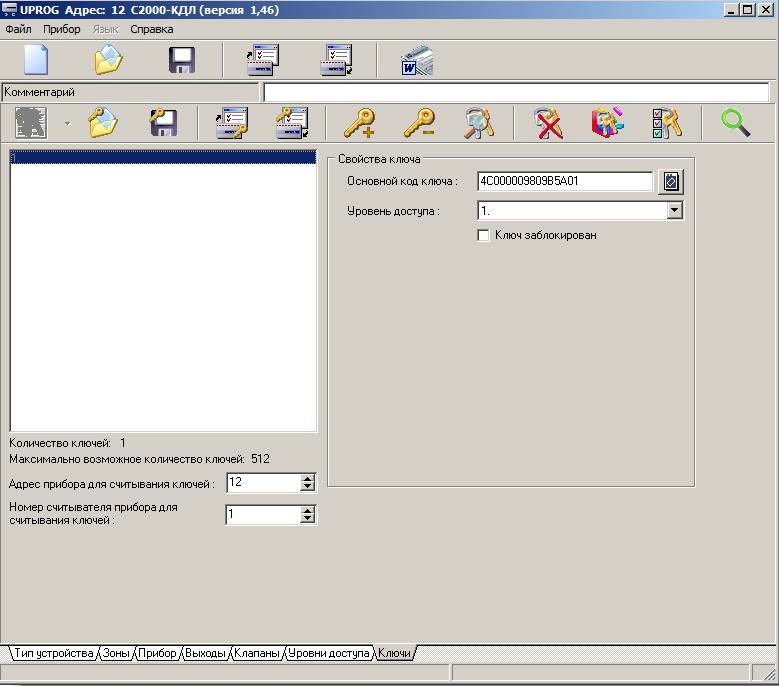 UPROG Адрес: 12 С2000-КДЛ (версия 1,46)
Файл Прибор Язык Справка
W
Комментарий
1
Свойства ключа
Основной код ключа : 4C000009809B5A01
Уровень доступа : 1.
Ключ заблокирован
Количество ключей: 1
Максимально возможное количество ключей: 512
Адрес прибора для считывания ключей : 12
Номер считывателя прибора для
считывания ключей : 1
Тип устройства Зоны Прибор Выходы Клапаны Уровни доступа Ключи